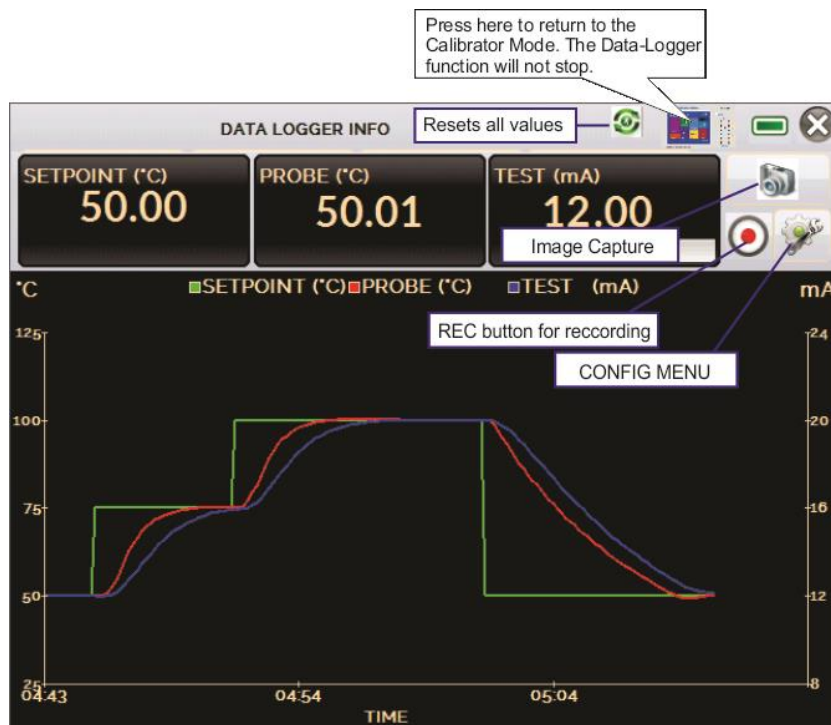 Press here to return to the
Calibrator Mode. The Data-Logger
function will not stop.
DATA LOGGER INFO
Resets all values
SETPOINT (°C)
50.00
PROBE (°C)
50.01
TEST (mA)
12.00
Image Capture
°C
SETPOINT (°C) PROBE (°C) TEST (mA)
mA
REC button for reccording
CONFIG MENU
125
100
75
50
25
24
20
16
12
8
04:43
04:54
05:04
TIME